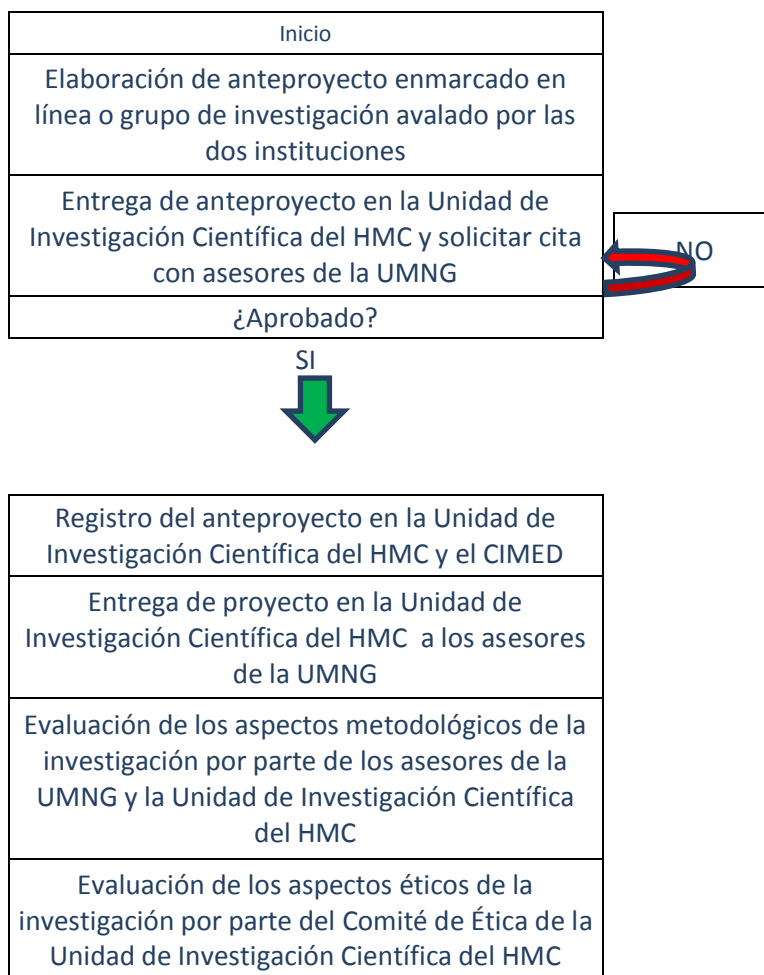 Inicio
Elaboración de anteproyecto enmarcado en
línea o grupo de investigación avalado por las
dos instituciones
Entrega de anteproyecto en la Unidad de
Investigación Científica del HMC y solicitar cita
con asesores de la UMNG
NO
¿Aprobado?
SI
Registro del anteproyecto en la Unidad de
Investigación Científica del HMC y el CIMED
Entrega de proyecto en la Unidad de
Investigación Científica del HMC a los asesores
de la UMNG
Evaluación de los aspectos metodológicos de la
investigación por parte de los asesores de la
UMNG y la Unidad de Investigación Científica
del HMC
Evaluación de los aspectos éticos de la
investigación por parte del Comité de Ética de la
Unidad de Investigación Científica del HMC